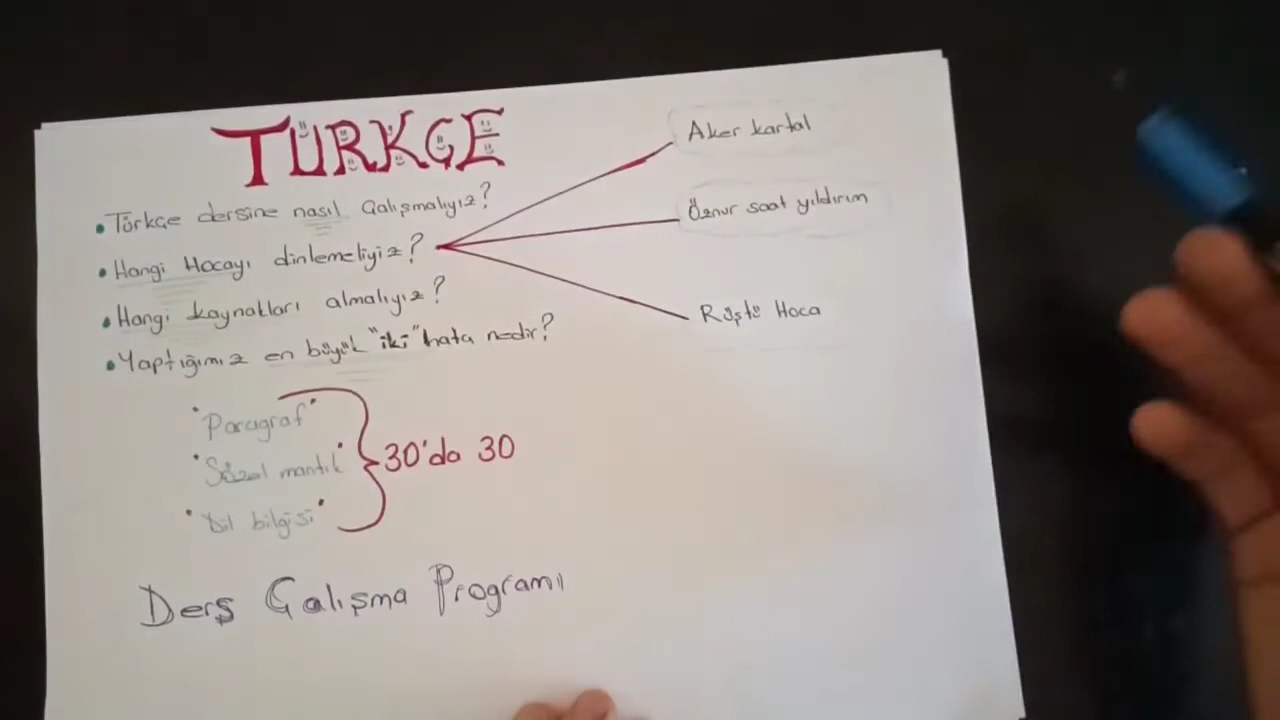 TÜRKÇE
• Türkçe dersine nasıl Çalışmalıyız?
• Hangi Hocayı dinlemeliyiz?
• Hangi kaynakları almalıyız?
• Yaptığımız en büyük "iki" hata nedir?
Aker kartal
Öznur saat yıldırım
Rüştü Hoca
"Paragraf"
"Sözel mantık"
"Dil bilgisi"
30'da 30
Ders Çalışma Programı